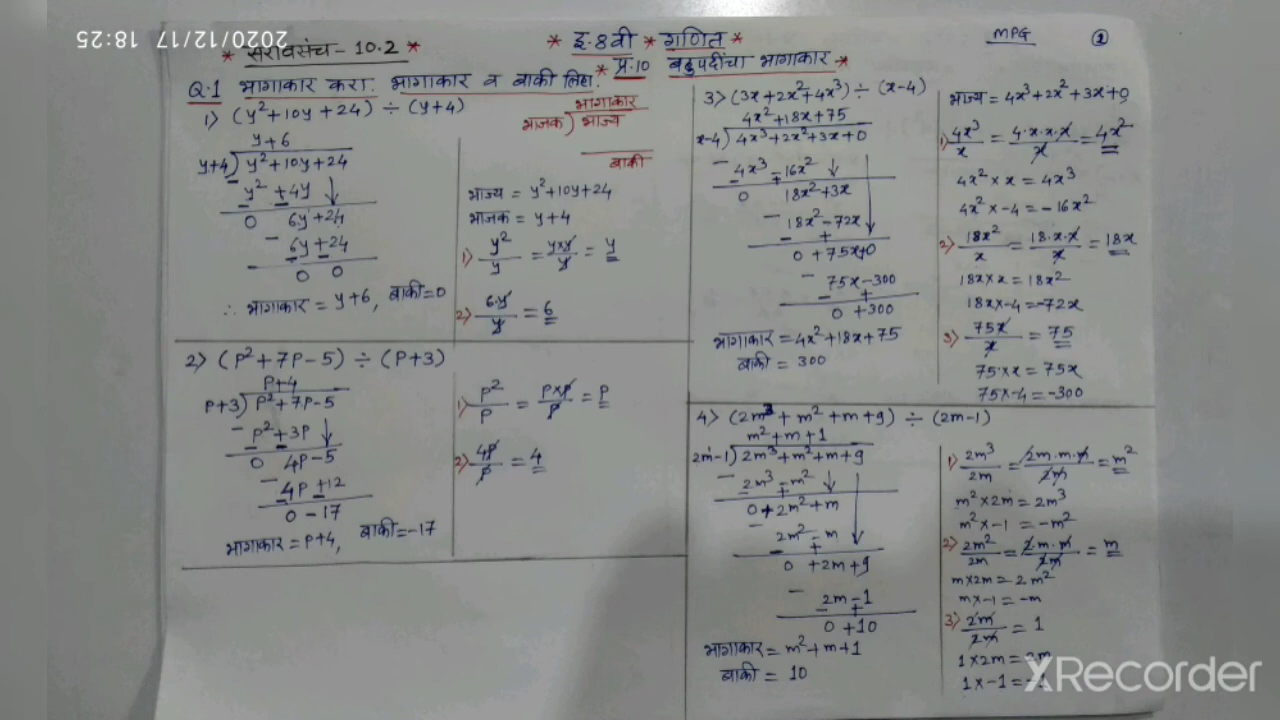 2020/12/17 18:25
* सरावसंच - 10.2 *
* इ.8वी * गणित *
* प्र.10 बहुपदींचा भागाकार *
MPG
1
Q.1 भागाकार करा. भागाकार व बाकी लिहा.
1) (y²+10y+24) ÷ (y+4)
y+6
y+4) y²+10y+24
- y²+4y
- +
0 6y+24
- 6y+24
- -
0 0
∴ भागाकार = y+6, बाकी=0
भागाकार
भाजक) भाज्य
बाकी
भाज्य = y²+10y+24
भाजक = y+4
1) y²/y = y×y/y = y
2) 6·y/y = 6
2) (P²+7P-5) ÷ (P+3)
P+4
P+3) P²+7P-5
- P²+3P
- -
0 4P-5
- 4P+12
- -
0 -17
भागाकार = P+4, बाकी=-17
1) P²/P = P×P/P = P
2) 4P/P = 4
3) (3x+2x²+4x³) ÷ (x-4)
4x²+18x+75
x-4) 4x³+2x²+3x+0
- 4x³-16x²
- +
0 18x²+3x
- 18x²-72x
- +
0 +75x+0
- 75x-300
- +
0 +300
भागाकार = 4x²+18x+75
बाकी = 300
भाज्य = 4x³+2x²+3x+0
1) 4x³/x = 4·x·x·x/x = 4x²
4x² × x = 4x³
4x² × -4 = -16x²
2) 18x²/x = 18·x·x/x = 18x
18x×x = 18x²
18x×-4 = -72x
3) 75x/x = 75
75·×x = 75x
75×-4 = -300
4) (2m³+m²+m+9) ÷ (2m-1)
m²+m+1
2m-1) 2m³+m²+m+9
- 2m³-m²
- +
0+2m²+m
- 2m²-m
- +
0 +2m+9
- 2m-1
- +
0 +10
भागाकार = m²+m+1
बाकी = 10
1) 2m³/2m = 2m·m·m/2m = m²
m²×2m = 2m³
m²×-1 = -m²
2) 2m²/2m = 2·m·m/2m = m
m×2m = 2m²
m×-1 = -m
3) 2m/2m = 1
1×2m = 2m
1×-1 = -1
XRecorder